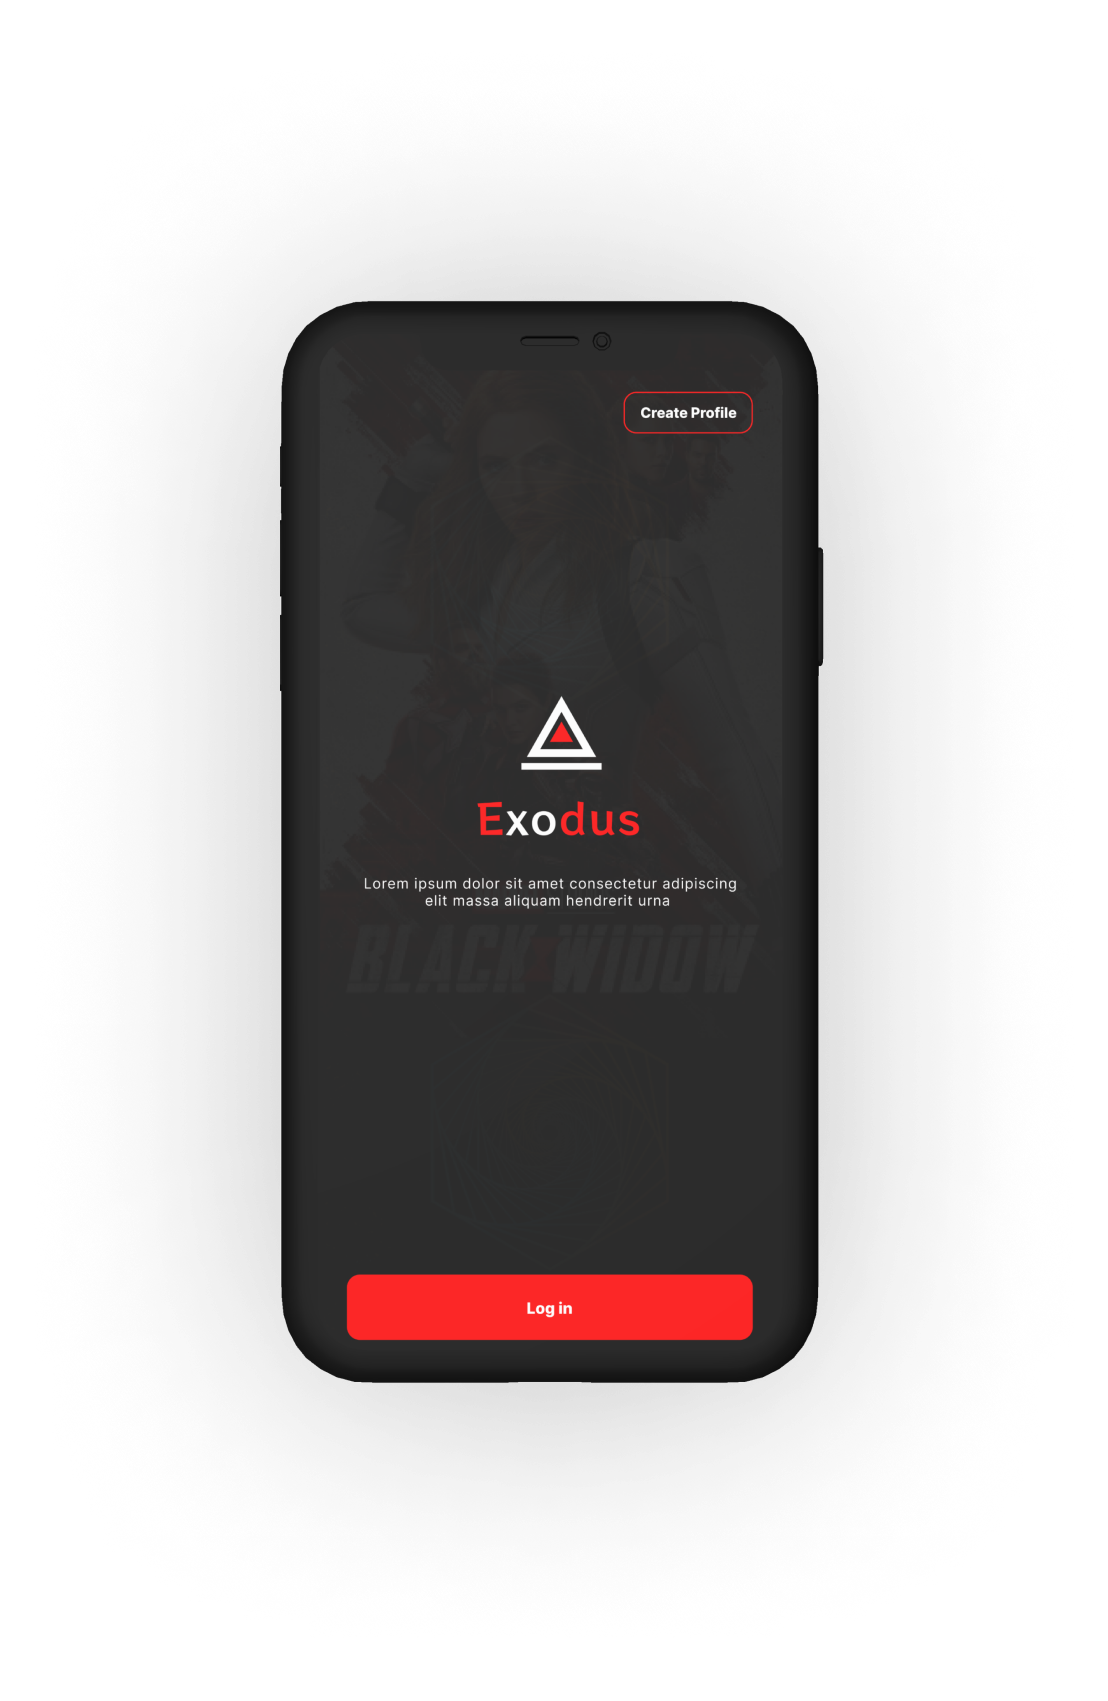 Create Profile
Exodus
Lorem ipsum dolor sit amet consectetur adipiscing
elit massa aliquam hendrerit urna
BLACK WIDOW
Log in